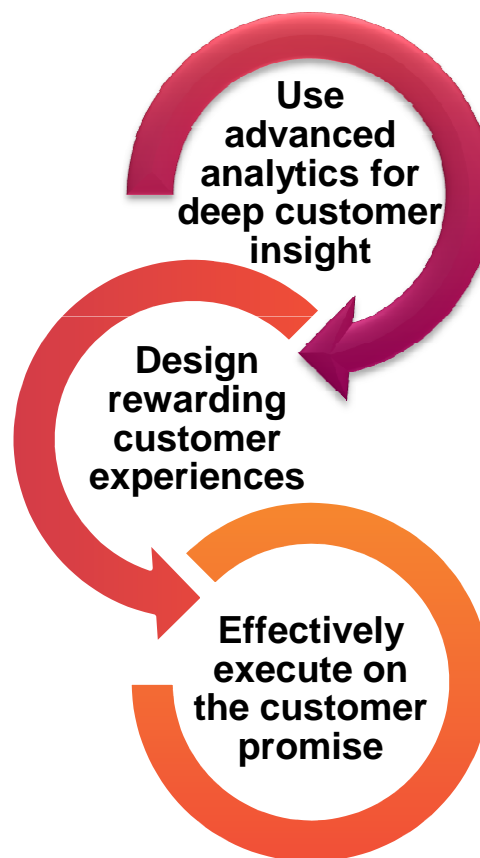 Use
advanced
analytics for
deep customer
insight
Design
rewarding
customer
experiences
Effectively
execute on
the customer
promise